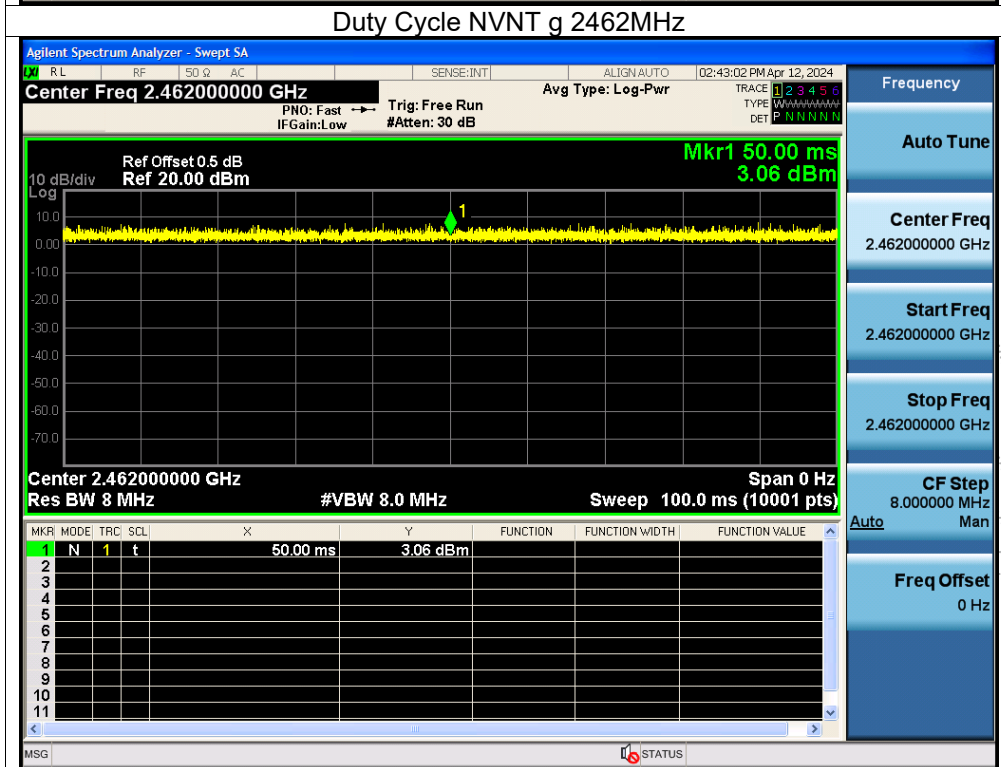 Duty Cycle NVNT g 2462MHz
Agilent Spectrum Analyzer - Swept SA
LXI RL RF 50 Ω AC SENSE:INT ALIGN AUTO 02:43:02 PM Apr 12, 2024
Center Freq 2.462000000 GHz
PNO: Fast
IFGain:Low
Trig: Free Run
#Atten: 30 dB
Avg Type: Log-Pwr
TRACE 1 2 3 4 5 6
TYPE WWWWWW
DET P N N N N N
Mkr1 50.00 ms
3.06 dBm
Ref Offset 0.5 dB
10 dB/div Ref 20.00 dBm
Log
10.0
0.00
-10.0
-20.0
-30.0
-40.0
-50.0
-60.0
-70.0
1
Center 2.462000000 GHz Span 0 Hz
Res BW 8 MHz #VBW 8.0 MHz Sweep 100.0 ms (10001 pts)
MKR MODE TRC SCL X Y FUNCTION FUNCTION WIDTH FUNCTION VALUE
1 N 1 t 50.00 ms 3.06 dBm
2
3
4
5
6
7
8
9
10
11
MSG STATUS
Frequency
Auto Tune
Center Freq
2.462000000 GHz
Start Freq
2.462000000 GHz
Stop Freq
2.462000000 GHz
CF Step
8.000000 MHz
Auto Man
Freq Offset
0 Hz